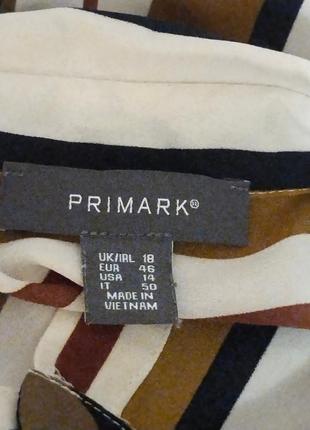 PRIMARK®
UK/IRL 18
EUR 46
USA 14
IT 50
MADE IN
VIETNAM